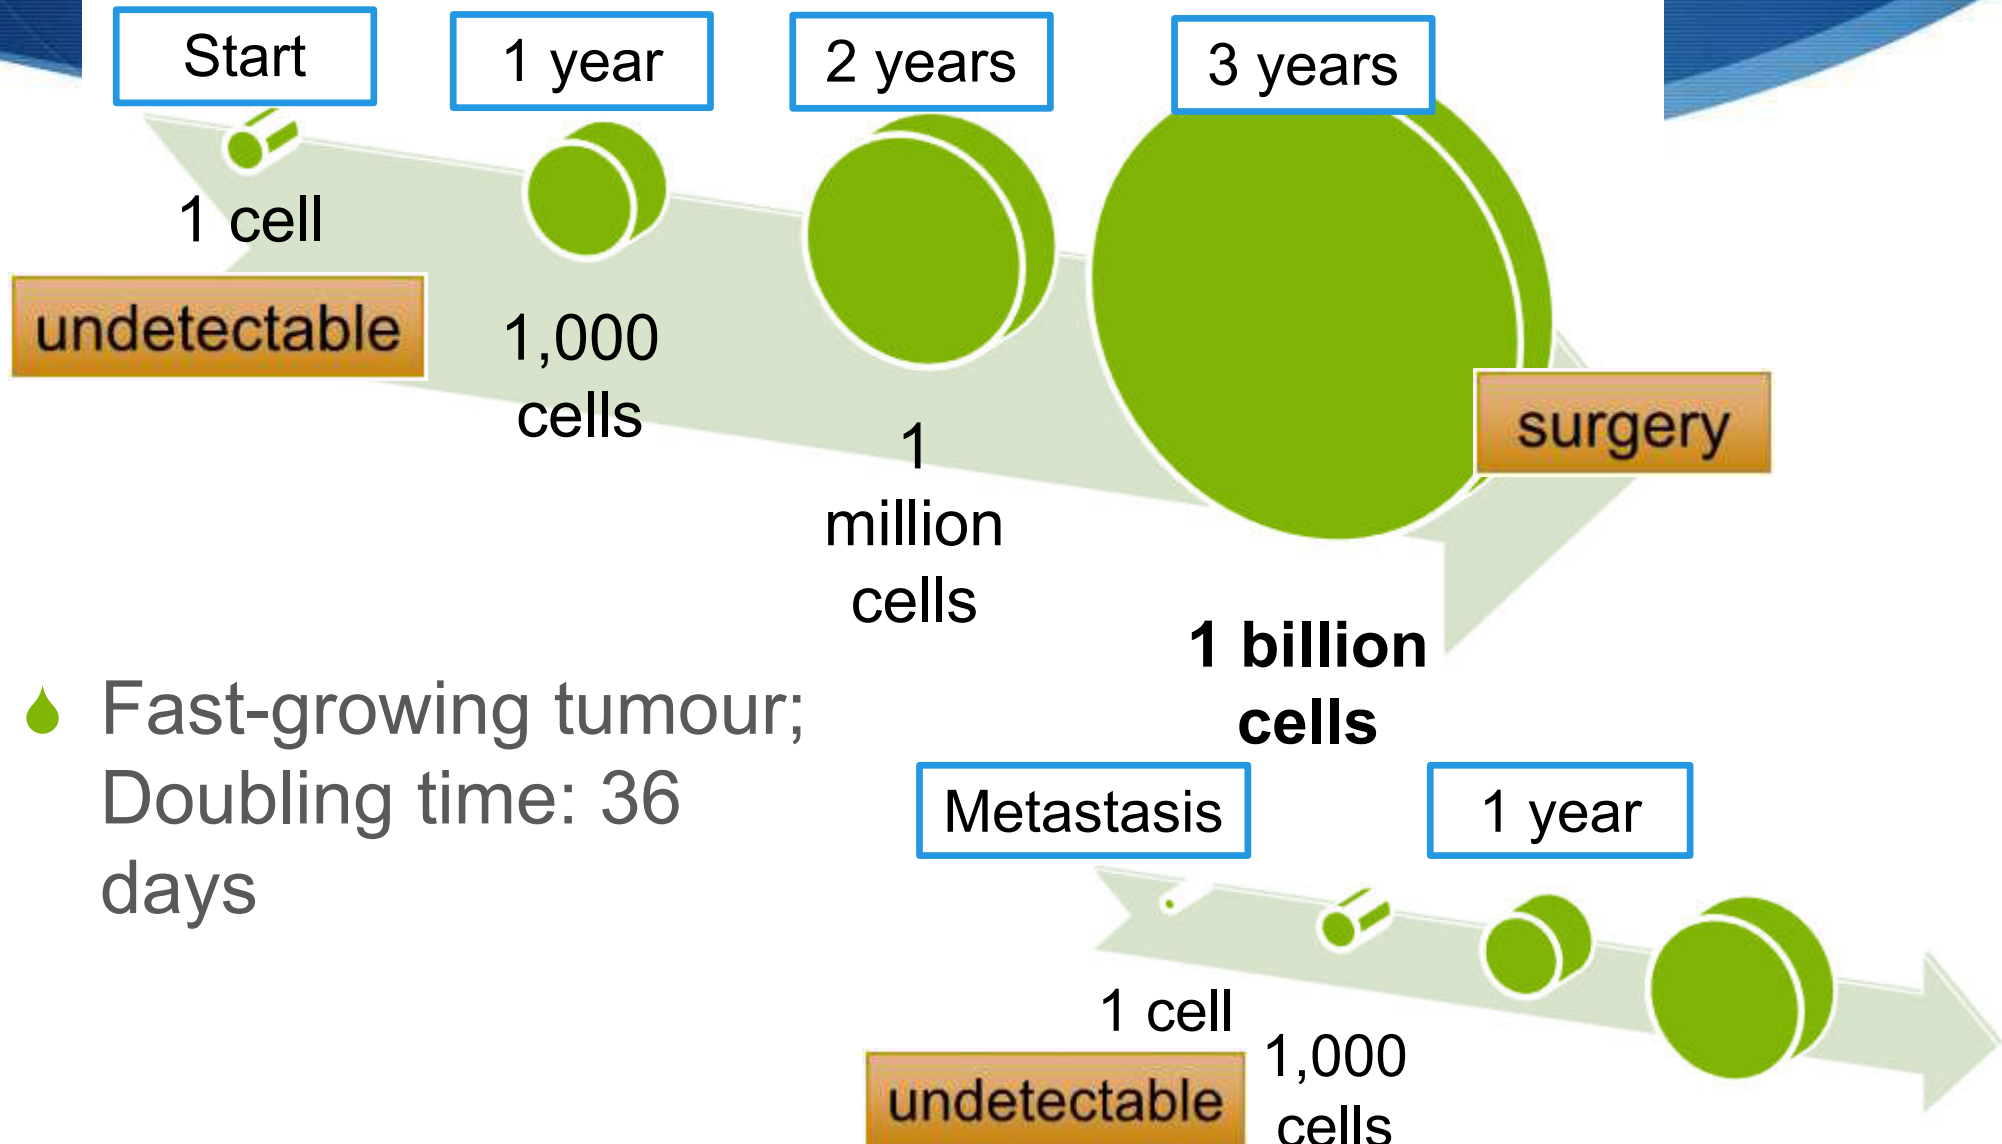 Start
1 year
2 years
3 years
1 cell
undetectable
1,000
cells
1
million
cells
surgery
1 billion
cells
Fast-growing tumour;
Doubling time: 36
days
Metastasis
1 year
1 cell
undetectable
1,000
cells